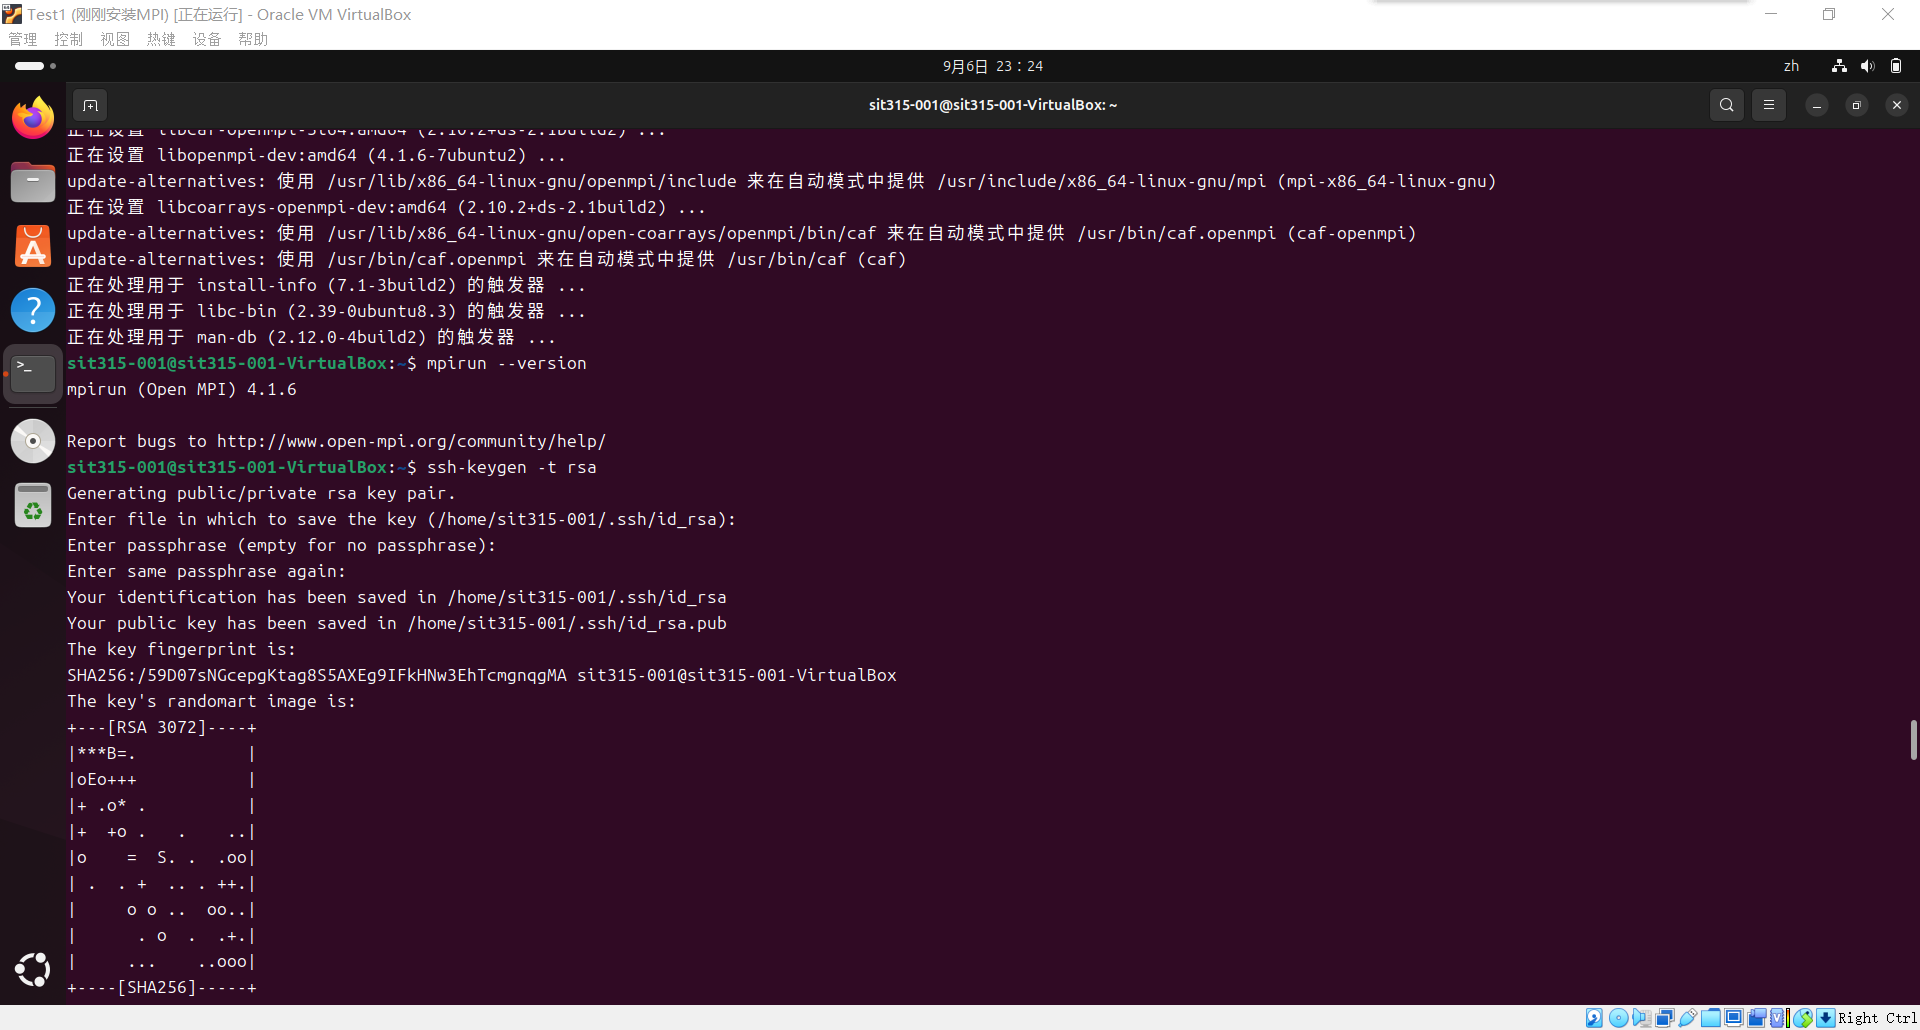 Test1 (刚刚安装MPI) [正在运行] - Oracle VM VirtualBox
管理 控制 视图 热键 设备 帮助
9月6日 23：24
zh
sit315-001@sit315-001-VirtualBox: ~
正在设置 libcaf-openmpi-3t64:amd64 (2.10.2+ds-2.1build2) ...
正在设置 libopenmpi-dev:amd64 (4.1.6-7ubuntu2) ...
update-alternatives: 使用 /usr/lib/x86_64-linux-gnu/openmpi/include 来在自动模式中提供 /usr/include/x86_64-linux-gnu/mpi (mpi-x86_64-linux-gnu)
正在设置 libcoarrays-openmpi-dev:amd64 (2.10.2+ds-2.1build2) ...
update-alternatives: 使用 /usr/lib/x86_64-linux-gnu/open-coarrays/openmpi/bin/caf 来在自动模式中提供 /usr/bin/caf.openmpi (caf-openmpi)
update-alternatives: 使用 /usr/bin/caf.openmpi 来在自动模式中提供 /usr/bin/caf (caf)
正在处理用于 install-info (7.1-3build2) 的触发器 ...
正在处理用于 libc-bin (2.39-0ubuntu8.3) 的触发器 ...
正在处理用于 man-db (2.12.0-4build2) 的触发器 ...
sit315-001@sit315-001-VirtualBox:~$ mpirun --version
mpirun (Open MPI) 4.1.6
Report bugs to http://www.open-mpi.org/community/help/
sit315-001@sit315-001-VirtualBox:~$ ssh-keygen -t rsa
Generating public/private rsa key pair.
Enter file in which to save the key (/home/sit315-001/.ssh/id_rsa):
Enter passphrase (empty for no passphrase):
Enter same passphrase again:
Your identification has been saved in /home/sit315-001/.ssh/id_rsa
Your public key has been saved in /home/sit315-001/.ssh/id_rsa.pub
The key fingerprint is:
SHA256:/59D07sNGcepgKtag8S5AXEg9IFkHNw3EhTcmgnqgMA sit315-001@sit315-001-VirtualBox
The key's randomart image is:
+---[RSA 3072]----+
|***B=.           |
|oEo+++           |
|+ .o* .          |
|+  +o .   .    ..|
|o    =  S. .  .oo|
| .  . +  .. . ++.|
|     o o ..  oo..|
|      . o  .  .+.|
|     ...    ..ooo|
+----[SHA256]-----+
Right Ctrl